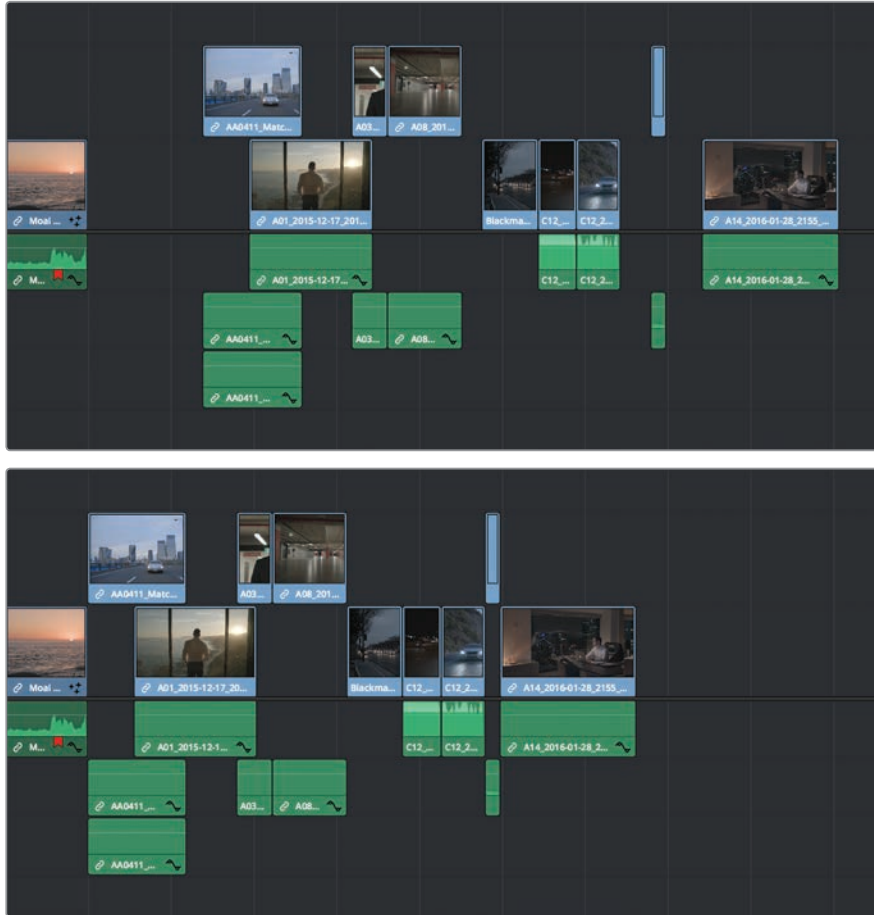 AA0411_Matc...
A03...
A08_201...
Moai ...
A01_2015-12-17_201...
Blackma...
C12_...
C12_2...
A14_2016-01-28_2155_...
M...
A01_2015-12-17...
C12_...
C12_2...
A14_2016-01-28_2...
AA0411_...
A03...
A08...
AA0411_...
AA0411_Matc...
A03...
A08_201...
Moai ...
A01_2015-12-17_20...
Blackma...
C12_...
C12_2...
A14_2016-01-28_2155_...
M...
A01_2015-12-1...
C12_...
C12_2...
A14_2016-01-28_2...
AA0411_...
A03...
A08...
AA0411_...